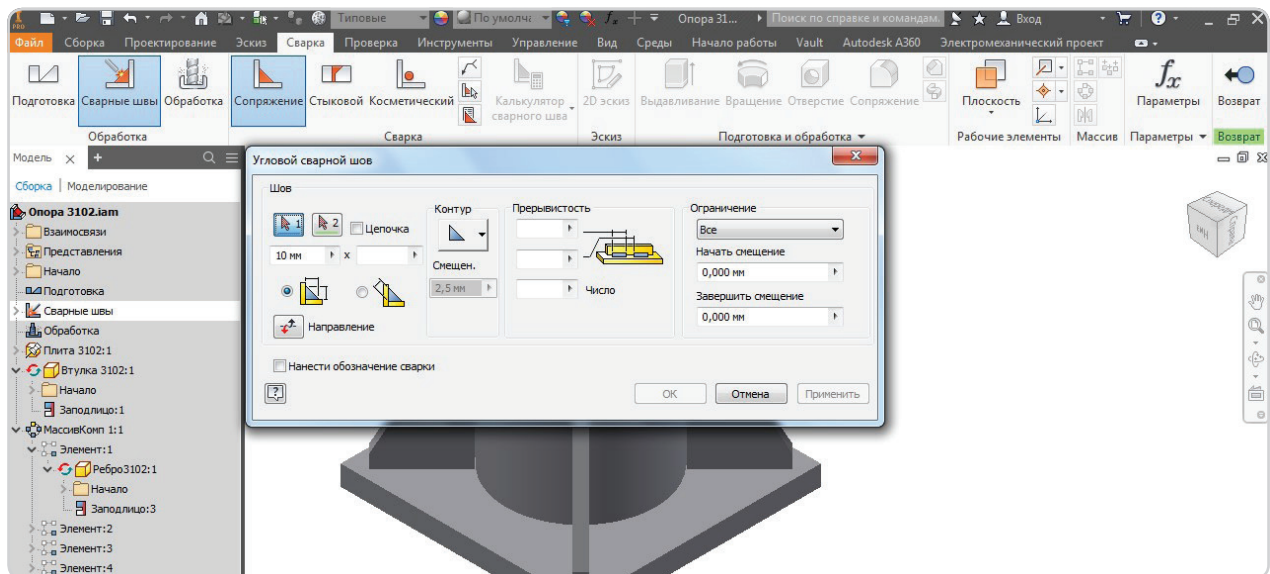 PRO
Типовые
По умолча
Опора 31...
Поиск по справке и командам.
Вход
Файл Сборка Проектирование Эскиз Сварка Проверка Инструменты Управление Вид Среды Начало работы Vault Autodesk A360 Электромеханический проект
Подготовка Сварные швы Обработка Сопряжение Стыковой Косметический Калькулятор сварного шва 2D эскиз Выдавливание Вращение Отверстие Сопряжение Плоскость Параметры Возврат
Обработка Сварка Эскиз Подготовка и обработка Рабочие элементы Массив Параметры Возврат
Модель
Сборка | Моделирование
Опора 3102.iam
Взаимосвязи
Представления
Начало
Подготовка
Сварные швы
Обработка
Плита 3102:1
Втулка 3102:1
Начало
Заподлицо:1
МассивКомп 1:1
Элемент:1
Ребро3102:1
Начало
Заподлицо:3
Элемент:2
Элемент:3
Элемент:4
Угловой сварной шов
Шов
1 2 Цепочка
10 мм x
Направление
Контур
Смещен.
2,5 мм
Прерывистость
Число
Ограничение
Все
Начать смещение
0,000 мм
Завершить смещение
0,000 мм
Нанести обозначение сварки
ОК Отмена Применить